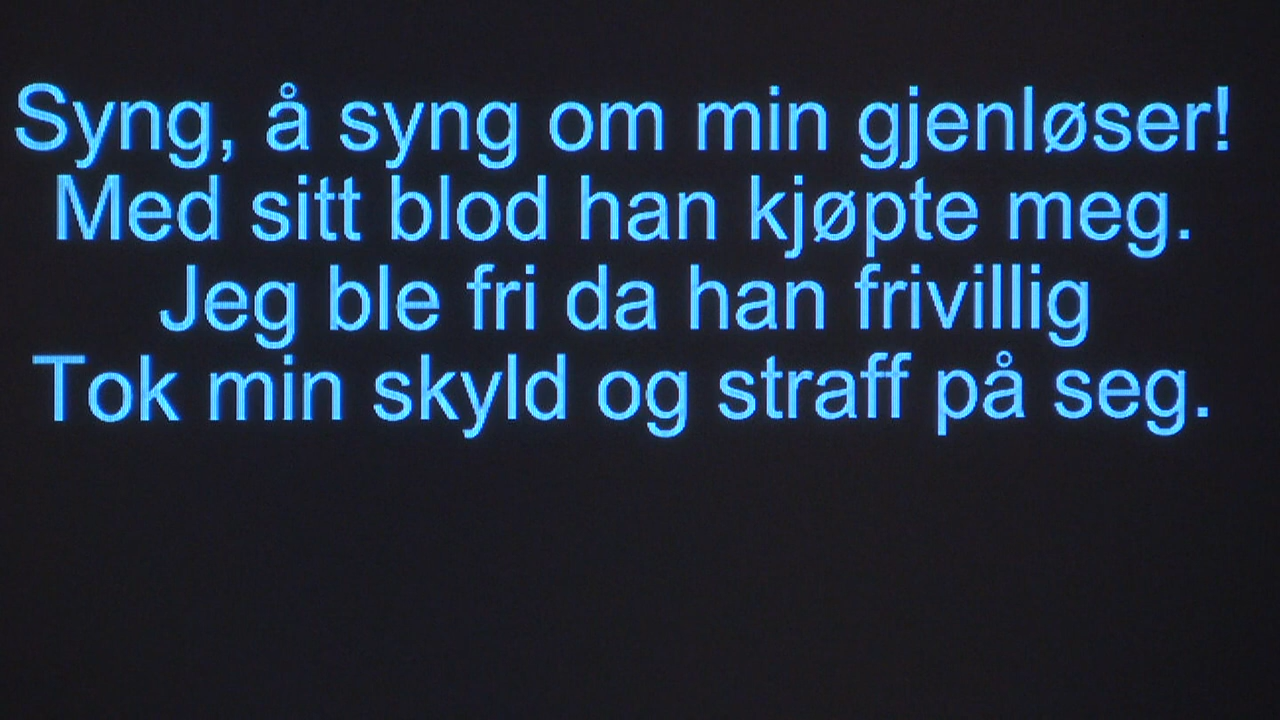 Syng, å syng om min gjenløser!
Med sitt blod han kjøpte meg.
Jeg ble fri da han frivillig
Tok min skyld og straff på seg.